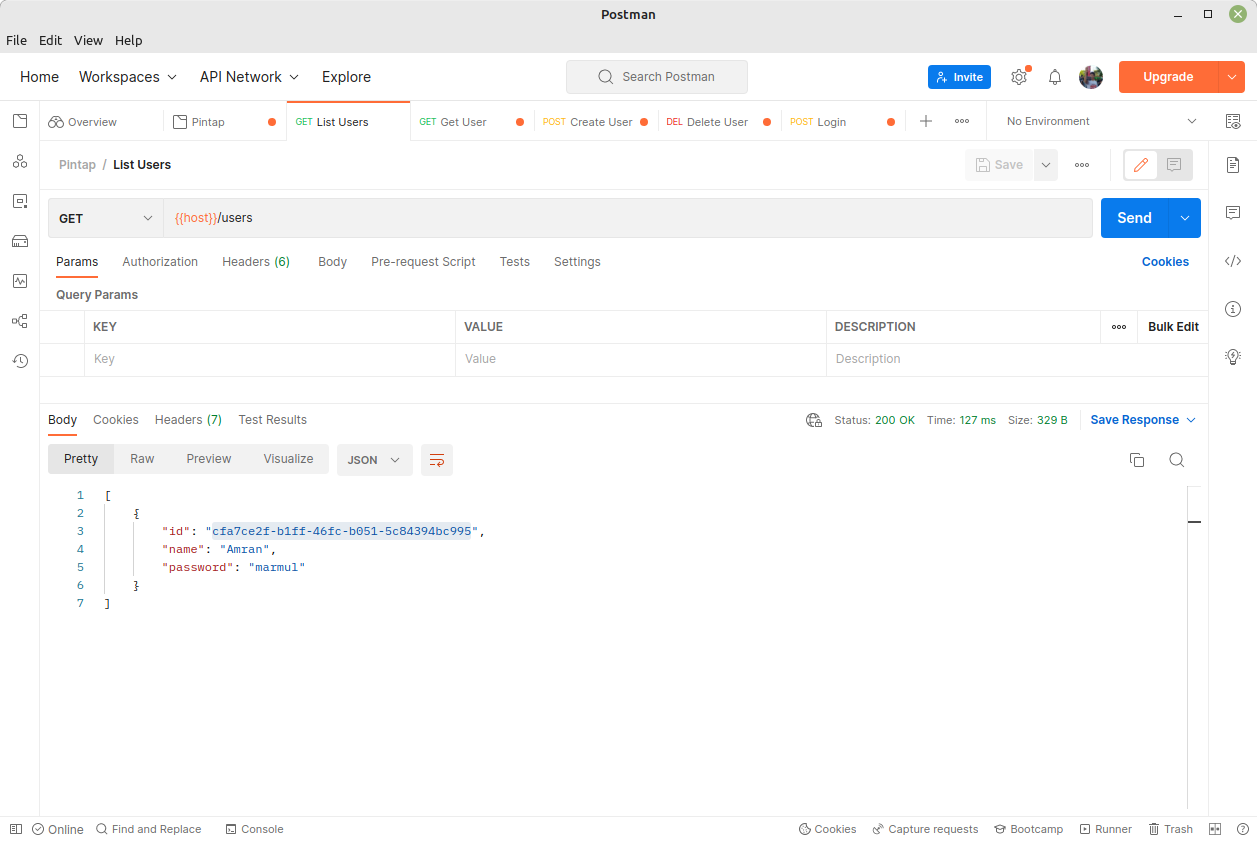 Postman
File Edit View Help
Home Workspaces API Network Explore Search Postman Invite Upgrade
Overview Pintap GET List Users GET Get User POST Create User DEL Delete User POST Login No Environment
Pintap / List Users Save
GET {{host}}/users Send
Params Authorization Headers (6) Body Pre-request Script Tests Settings Cookies
Query Params
KEY VALUE DESCRIPTION Bulk Edit
Key Value Description
Body Cookies Headers (7) Test Results Status: 200 OK Time: 127 ms Size: 329 B Save Response
Pretty Raw Preview Visualize JSON
1 [
2 {
3 "id": "cfa7ce2f-b1ff-46fc-b051-5c84394bc995",
4 "name": "Amran",
5 "password": "marmul"
6 }
7 ]
Online Find and Replace Console Cookies Capture requests Bootcamp Runner Trash